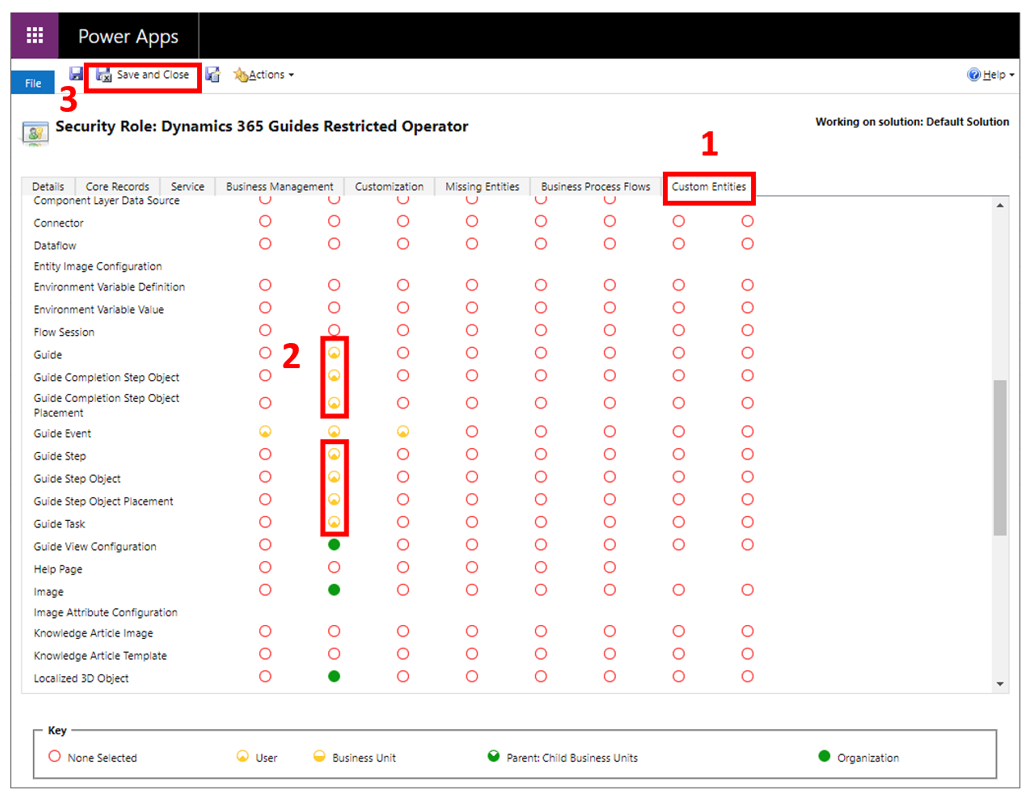 Power Apps
File
Save and Close
Actions
Help
3
Security Role: Dynamics 365 Guides Restricted Operator
Working on solution: Default Solution
1
Details Core Records Service Business Management Customization Missing Entities Business Process Flows Custom Entities
Component Layer Data Source
Connector
Dataflow
Entity Image Configuration
Environment Variable Definition
Environment Variable Value
Flow Session
Guide
2
Guide Completion Step Object
Guide Completion Step Object
Placement
Guide Event
Guide Step
Guide Step Object
Guide Step Object Placement
Guide Task
Guide View Configuration
Help Page
Image
Image Attribute Configuration
Knowledge Article Image
Knowledge Article Template
Localized 3D Object
Key
None Selected User Business Unit Parent: Child Business Units Organization